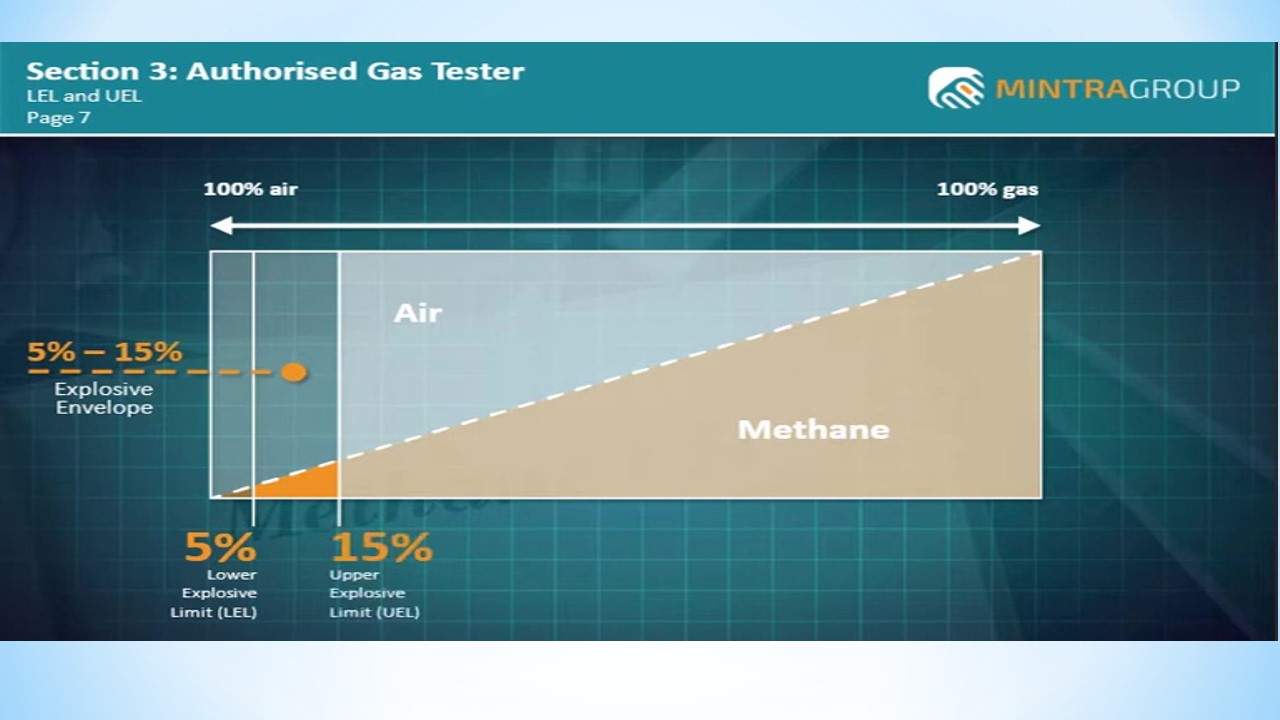 Section 3: Authorised Gas Tester
LEL and UEL
Page 7
MINTRAGROUP
100% air
100% gas
Air
5% – 15%
Explosive
Envelope
Methane
5%
Lower
Explosive
Limit (LEL)
15%
Upper
Explosive
Limit (UEL)